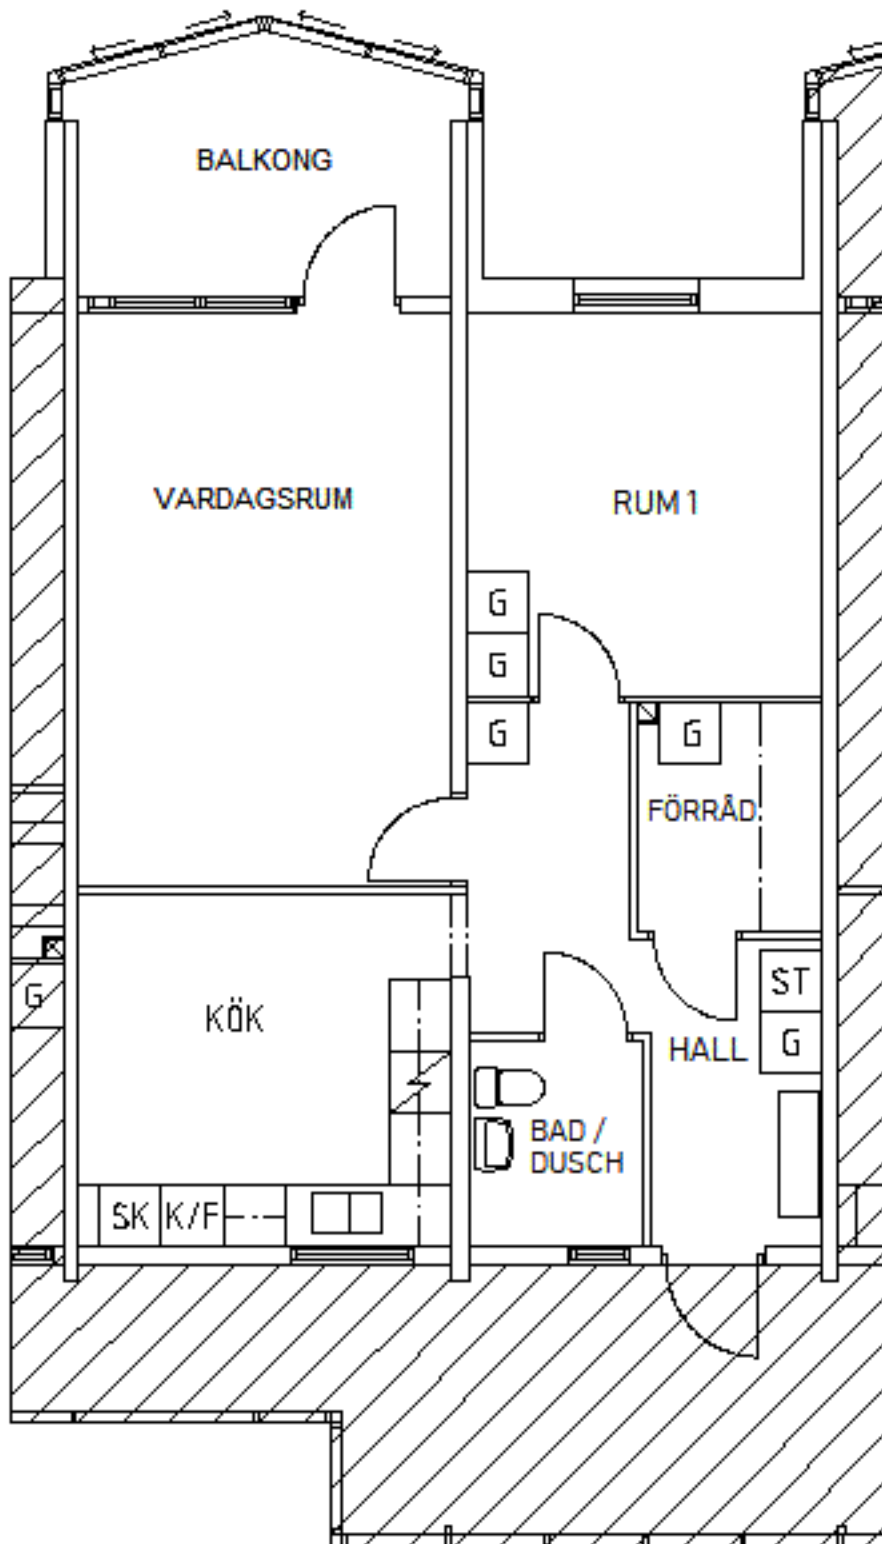 BALKONG
VARDAGSRUM
RUM 1
G
G
G
G
FÖRRÅD
G
KÖK
ST
HALL
G
BAD /
DUSCH
SK
K/F